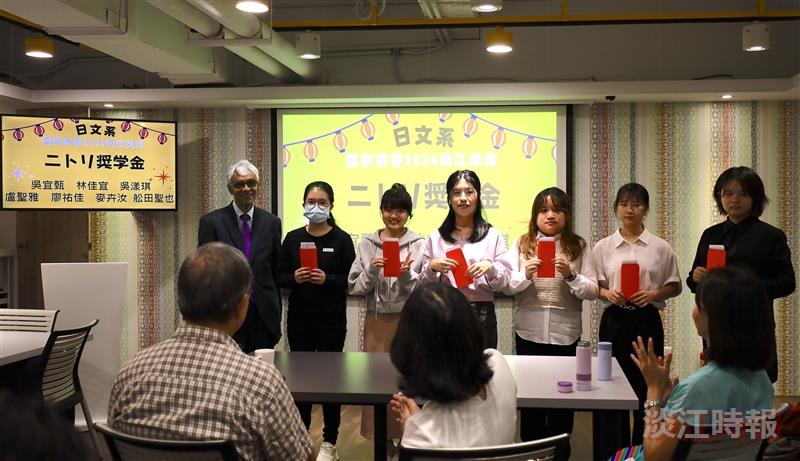 日文系
ニトリ奨学金
吳宜甄 林佳宜 吳漾琪
盧聖雅 廖祐佳 麥卉汝 舩田聖也
日文系
ニトリ奨学金
淡江時報